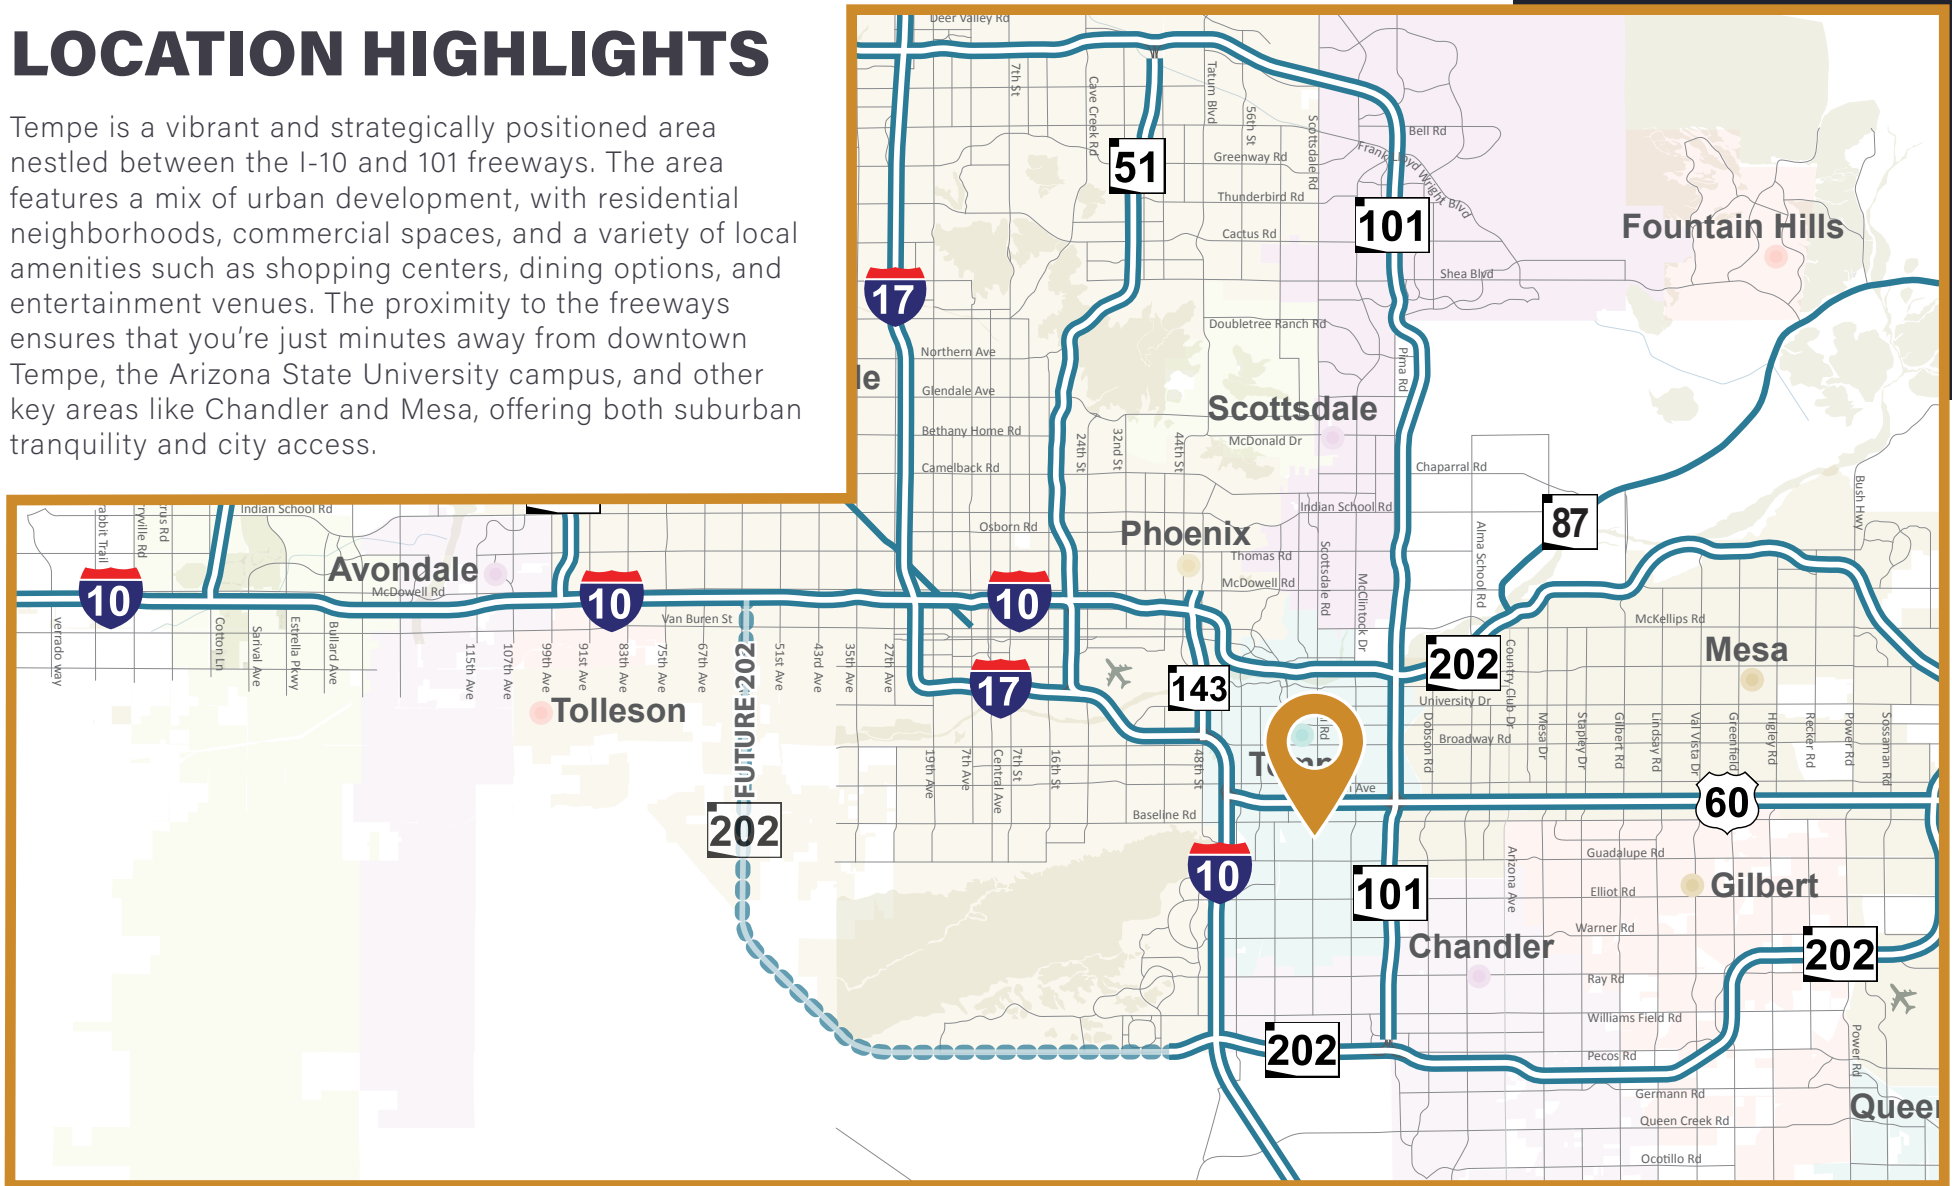 LOCATION HIGHLIGHTS
Tempe is a vibrant and strategically positioned area
nestled between the I-10 and 101 freeways. The area
features a mix of urban development, with residential
neighborhoods, commercial spaces, and a variety of local
amenities such as shopping centers, dining options, and
entertainment venues. The proximity to the freeways
ensures that you're just minutes away from downtown
Tempe, the Arizona State University campus, and other
key areas like Chandler and Mesa, offering both suburban
tranquility and city access.
Deer Valley Rd
7th St
Cave Creek Rd
Tatum Blvd
56th St
Scottsdale Rd
51
101
Bell Rd
Frank Lloyd Wright Blvd
Greenway Rd
Thunderbird Rd
Cactus Rd
Shea Blvd
Fountain Hills
17
Doubletree Ranch Rd
Northern Ave
Glendale Ave
Bethany Home Rd
Camelback Rd
Pima Rd
Scottsdale
McDonald Dr
24th St
32nd St
44th St
Chaparral Rd
Indian School Rd
Bush Hwy
87
Osborn Rd
Phoenix
Thomas Rd
McDowell Rd
Scottsdale Rd
McClintock Dr
Alma School Rd
Indian School Rd
Avondale
McDowell Rd
10
10
10
Van Buren St
verrado way
Cotton Ln
Sarival Ave
Estrella Pkwy
Bullard Ave
115th Ave
107th Ave
99th Ave
91st Ave
83th Ave
75th Ave
67th Ave
FUTURE 202
51st Ave
43rd Ave
35th Ave
27th Ave
Tolleson
17
143
202
McKellips Rd
Mesa
University Dr
Broadway Rd
Country Club Dr
Dobson Rd
Mesa Dr
Stapley Dr
Gilbert Rd
Lindsay Rd
Val Vista Dr
Greenfield
Higley Rd
Recker Rd
Power Rd
Sossaman Rd
19th Ave
7th Ave
Central Ave
7th St
16th St
48th St
Rd
Ave
Baseline Rd
60
202
10
101
Arizona Ave
Guadalupe Rd
Elliot Rd
Gilbert
Warner Rd
Chandler
202
Ray Rd
Williams Field Rd
Pecos Rd
202
Power Rd
Germann Rd
Queen Creek Rd
Ocotillo Rd